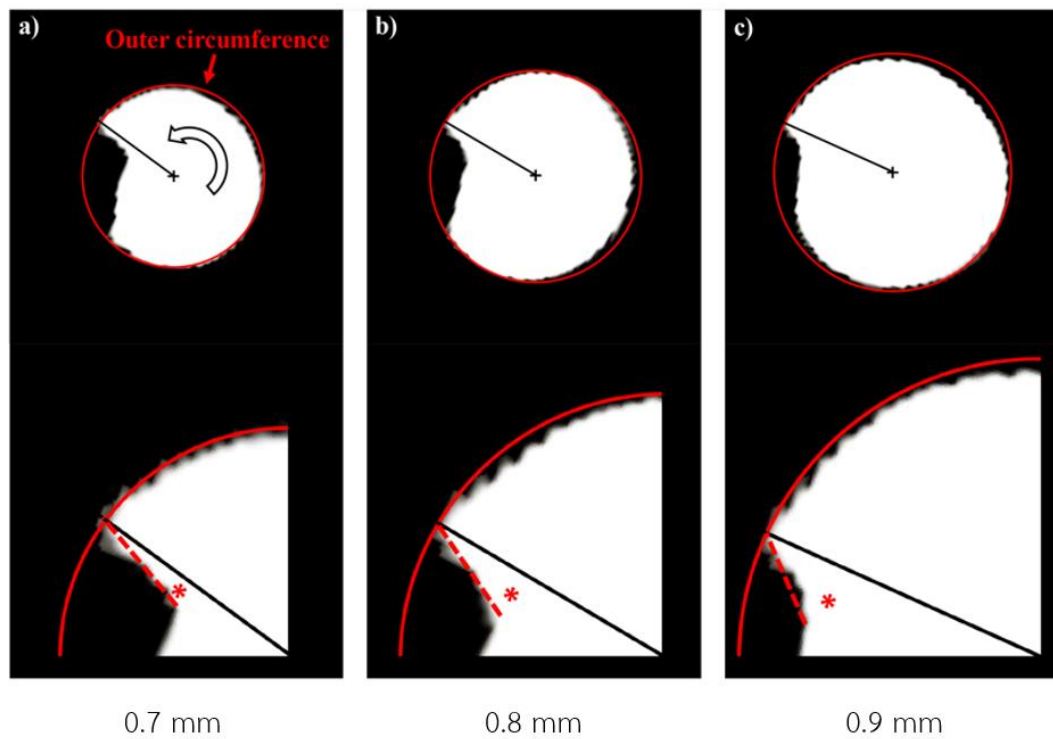 a)
Outer circumference
b)
c)
*
*
*
0.7 mm
0.8 mm
0.9 mm